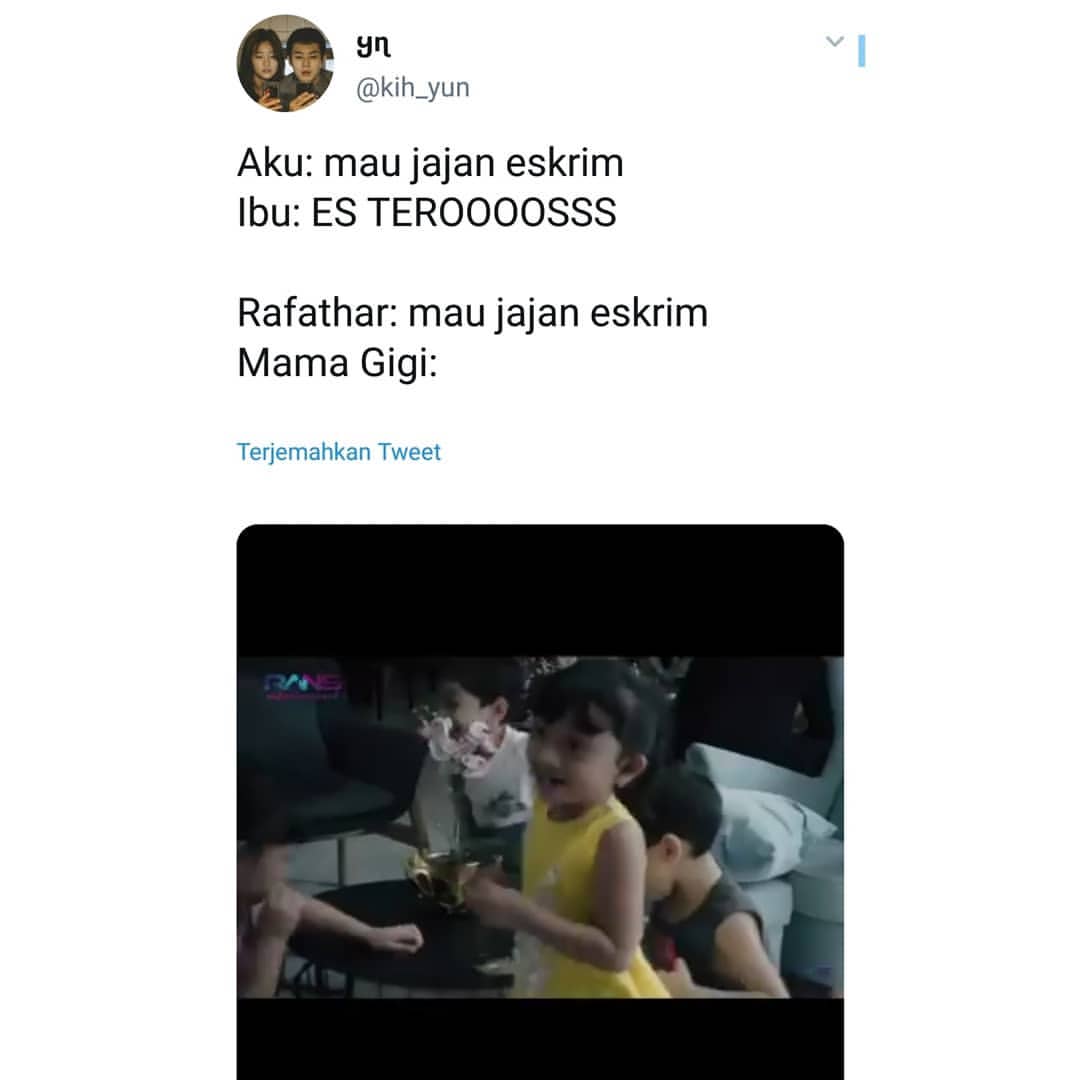 yn
@kih_yun
Aku: mau jajan eskrim
Ibu: ES TEROOOOSSS
Rafathar: mau jajan eskrim
Mama Gigi:
Terjemahkan Tweet
RANS